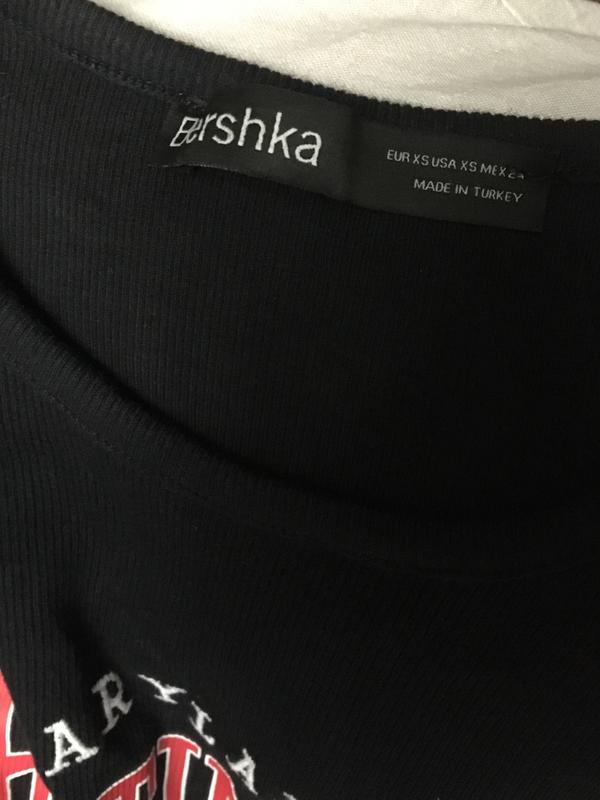 Bershka
EUR XS USA XS MEX 24
MADE IN TURKEY